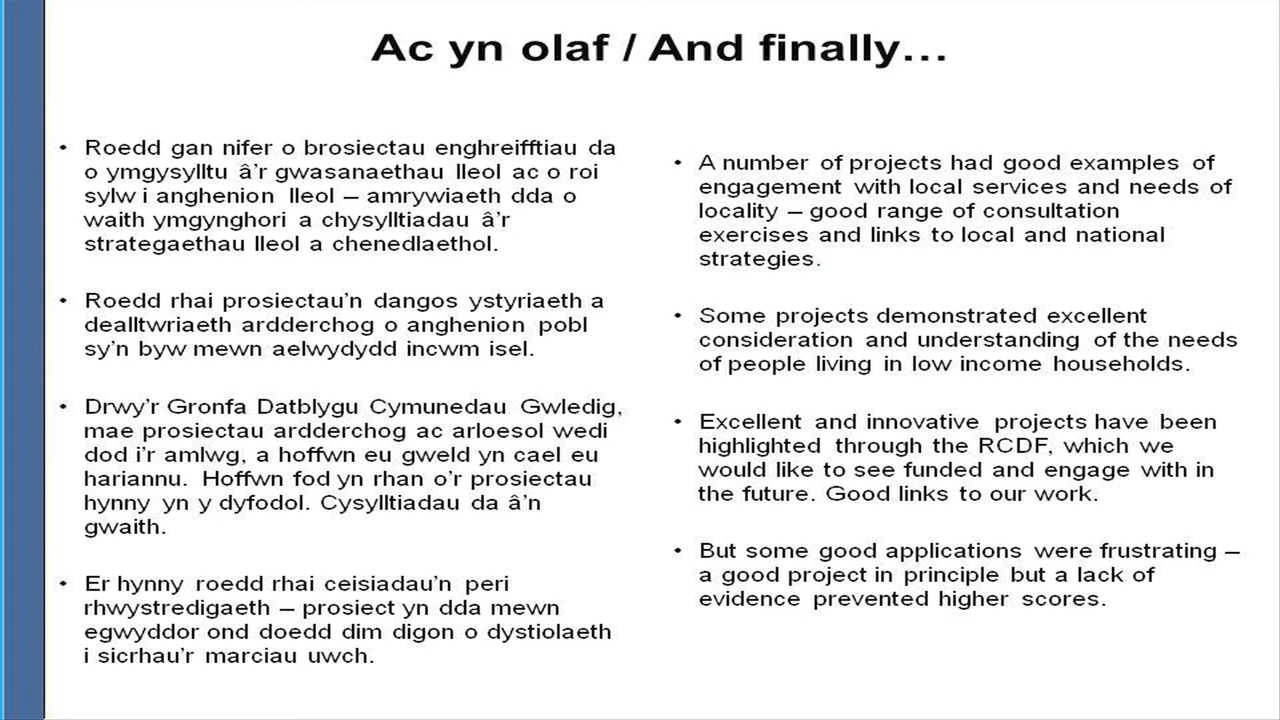 Ac yn olaf / And finally…
• Roedd gan nifer o brosiectau enghreifftiau da
o ymgysylltu â’r gwasanaethau lleol ac o roi
sylw i anghenion lleol – amrywiaeth dda o
waith ymgynghori a chysylltiadau â’r
strategaethau lleol a chenedlaethol.
• Roedd rhai prosiectau’n dangos ystyriaeth a
dealltwriaeth ardderchog o anghenion pobl
sy’n byw mewn aelwydydd incwm isel.
• Drwy’r Gronfa Datblygu Cymunedau Gwledig,
mae prosiectau ardderchog ac arloesol wedi
dod i’r amlwg, a hoffwn eu gweld yn cael eu
hariannu. Hoffwn fod yn rhan o’r prosiectau
hynny yn y dyfodol. Cysylltiadau da â’n
gwaith.
• Er hynny roedd rhai ceisiadau’n peri
rhwystredigaeth – prosiect yn dda mewn
egwyddor ond doedd dim digon o dystiolaeth
i sicrhau’r marciau uwch.
• A number of projects had good examples of
engagement with local services and needs of
locality – good range of consultation
exercises and links to local and national
strategies.
• Some projects demonstrated excellent
consideration and understanding of the needs
of people living in low income households.
• Excellent and innovative projects have been
highlighted through the RCDF, which we
would like to see funded and engage with in
the future. Good links to our work.
• But some good applications were frustrating –
a good project in principle but a lack of
evidence prevented higher scores.